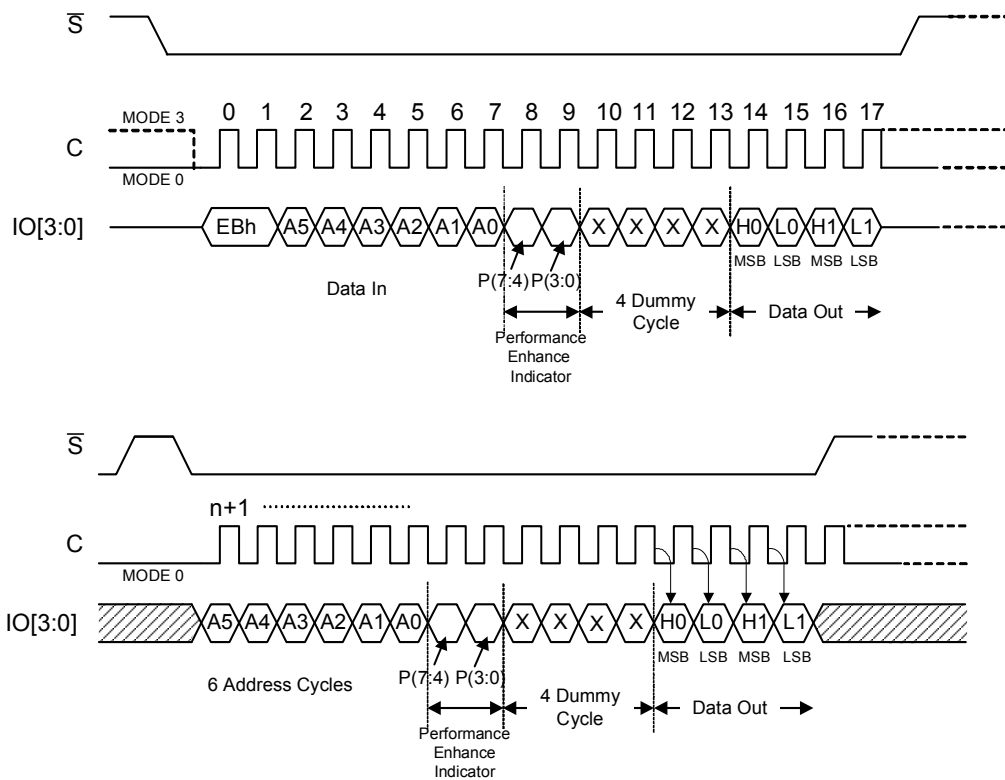 S
0 1 2 3 4 5 6 7 8 9 10 11 12 13 14 15 16 17
MODE 3
C
MODE 0
IO[3:0]
EBh A5 A4 A3 A2 A1 A0 X X X X H0 L0 H1 L1
MSB LSB MSB LSB
P(7:4) P(3:0)
Data In
4 Dummy
Cycle
Data Out
Performance
Enhance
Indicator
S
n+1
C
MODE 0
IO[3:0]
A5 A4 A3 A2 A1 A0 X X X X H0 L0 H1 L1
MSB LSB MSB LSB
P(7:4) P(3:0)
6 Address Cycles
4 Dummy
Cycle
Data Out
Performance
Enhance
Indicator